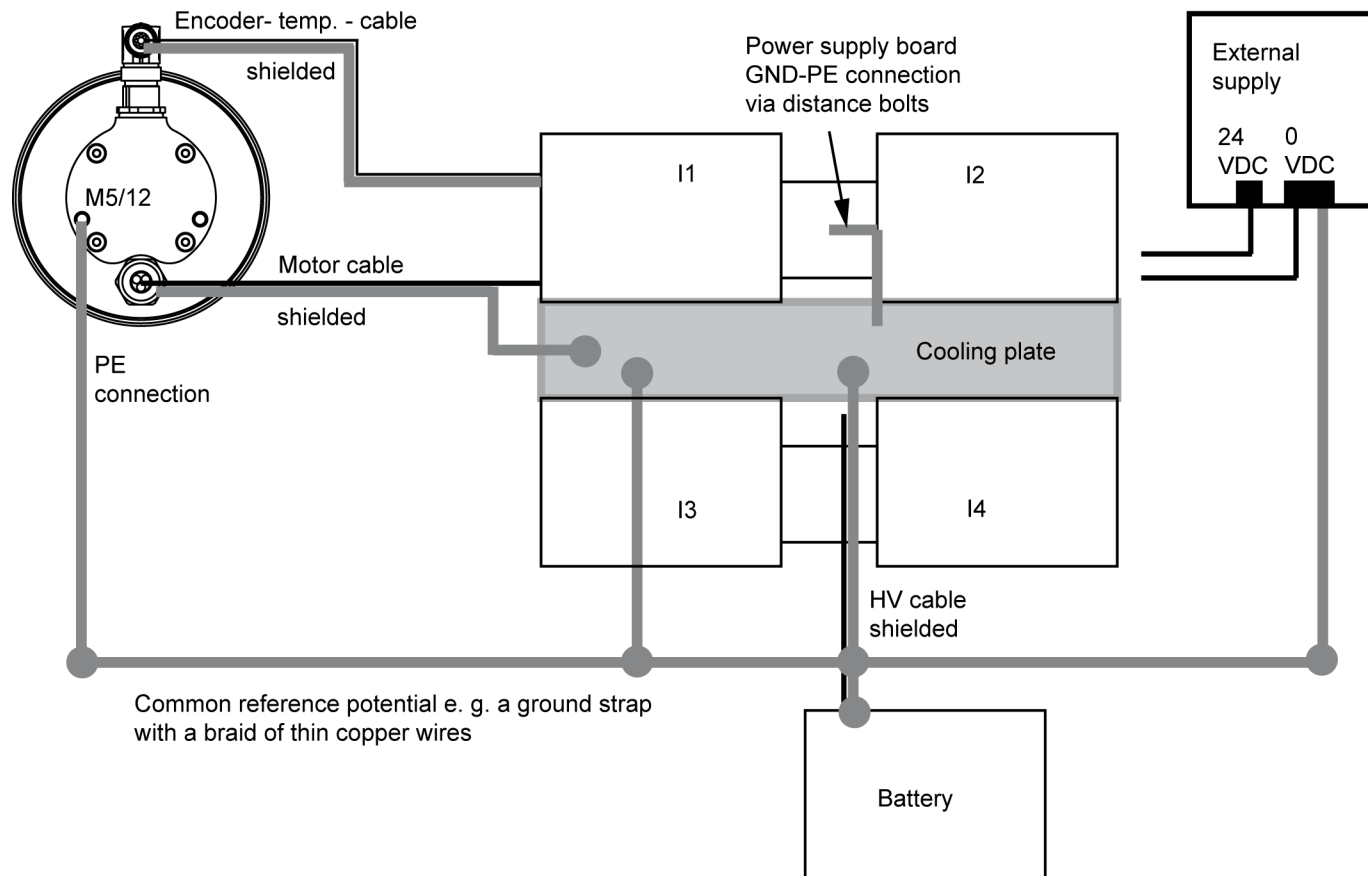 Encoder- temp. - cable
shielded
Power supply board
GND-PE connection
via distance bolts
External
supply
24
VDC
0
VDC
M5/12
I1
I2
Motor cable
shielded
PE
connection
Cooling plate
I3
I4
HV cable
shielded
Common reference potential e. g. a ground strap
with a braid of thin copper wires
Battery